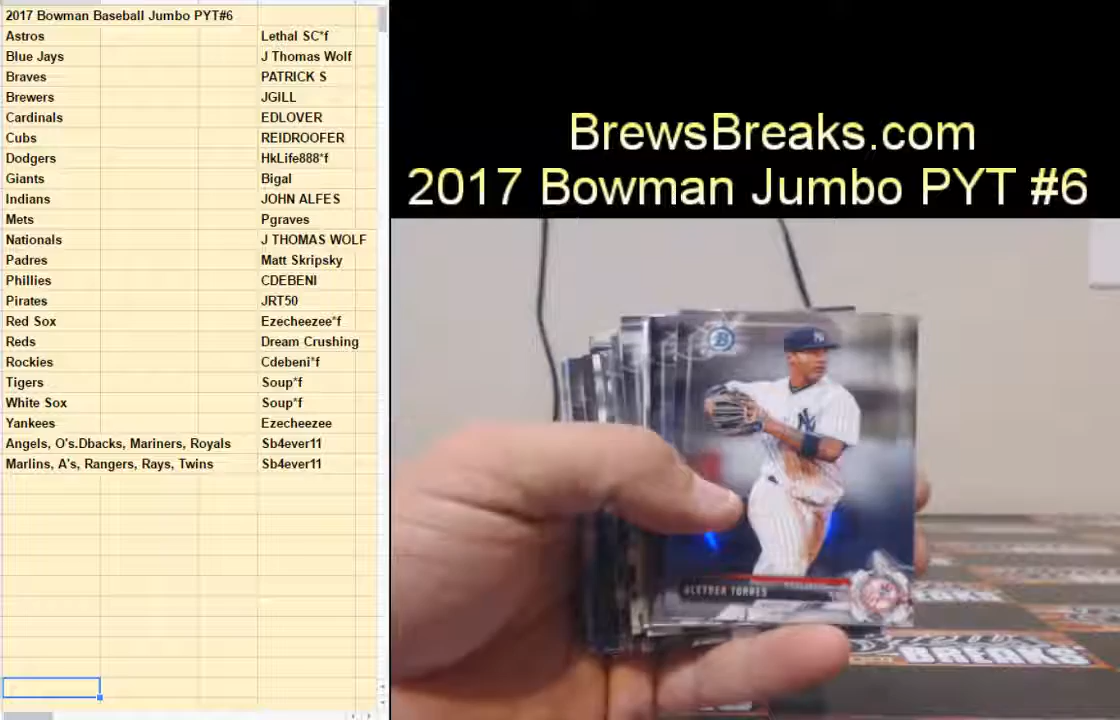 2017 Bowman Baseball Jumbo PYT#6
Astros Lethal SC*f
Blue Jays J Thomas Wolf
Braves PATRICK S
Brewers JGILL
Cardinals EDLOVER
Cubs REIDROOFER
Dodgers HkLife888*f
Giants Bigal
Indians JOHN ALFES
Mets Pgraves
Nationals J THOMAS WOLF
Padres Matt Skripsky
Phillies CDEBENI
Pirates JRT50
Red Sox Ezecheezee*f
Reds Dream Crushing
Rockies Cdebeni*f
Tigers Soup*f
White Sox Soup*f
Yankees Ezecheezee
Angels, O's.Dbacks, Mariners, Royals Sb4ever11
Marlins, A's, Rangers, Rays, Twins Sb4ever11
BrewsBreaks.com
2017 Bowman Jumbo PYT #6
B
NY
GLEYBER TORRES
BREAKS